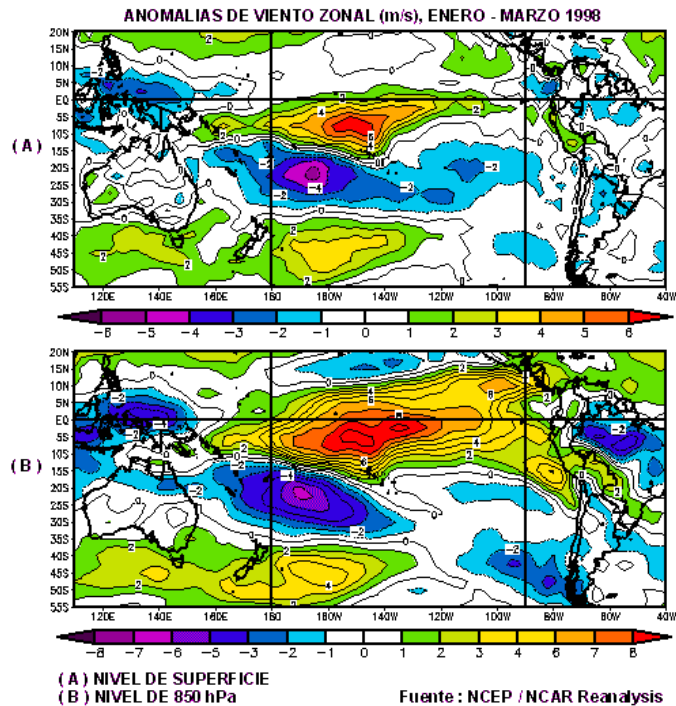 ANOMALIAS DE VIENTO ZONAL (m/s), ENERO - MARZO 1998
( A )
20N
15N
10N
5N
EQ
5S
10S
15S
20S
25S
30S
35S
40S
45S
50S
55S
120E 140E 160E 180 160W 140W 120W 100W 80W 60W 40W
-6 -5 -4 -3 -2 -1 0 1 2 3 4 5 6
( B )
20N
15N
10N
5N
EQ
5S
10S
15S
20S
25S
30S
35S
40S
45S
50S
55S
120E 140E 160E 180 160W 140W 120W 100W 80W 60W 40W
-8 -7 -6 -5 -3 -2 -1 0 1 2 3 4 5 6 7 8
( A ) NIVEL DE SUPERFICIE
( B ) NIVEL DE 850 hPa Fuente : NCEP / NCAR Reanalysis